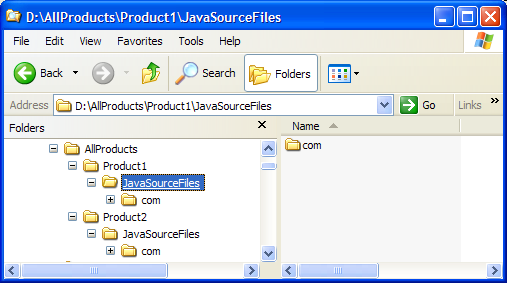 D:\AllProducts\Product1\JavaSourceFiles
File Edit View Favorites Tools Help
Back Search Folders
Address D:\AllProducts\Product1\JavaSourceFiles Go Links »
Folders
Name
AllProducts
com
Product1
JavaSourceFiles
com
Product2
JavaSourceFiles
com